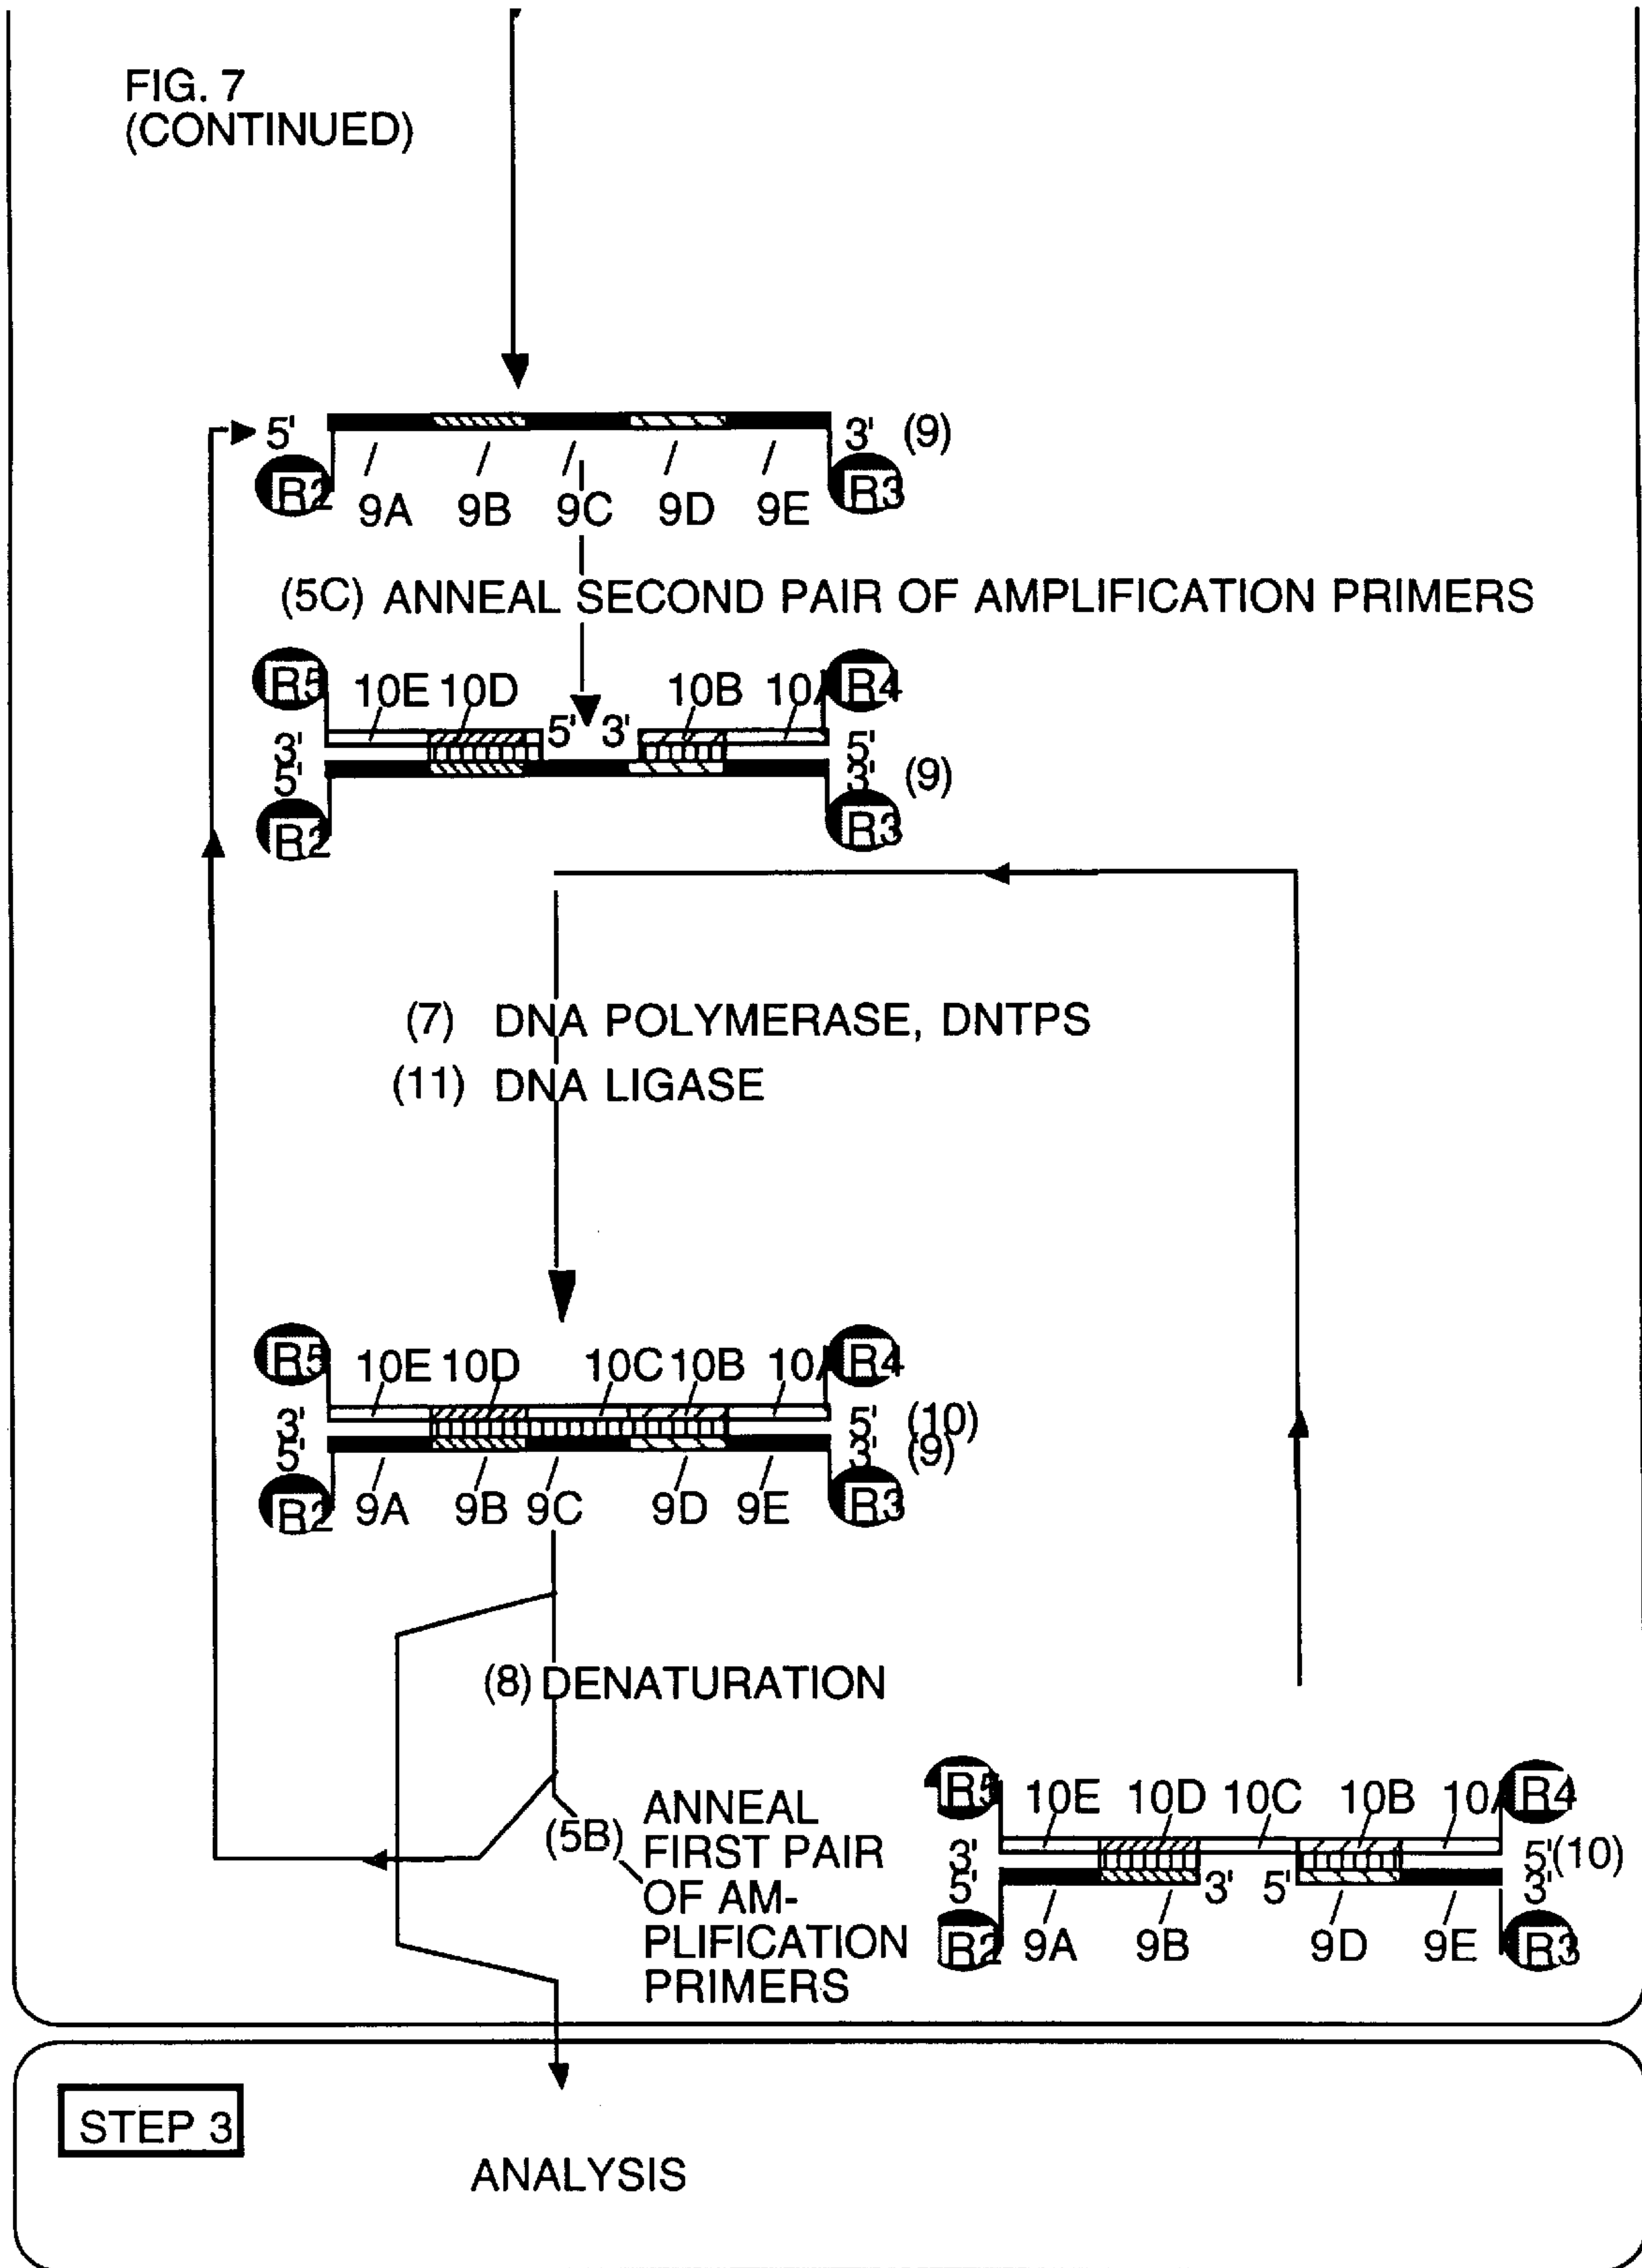 FIG. 7
(CONTINUED)
5' 3' (9)
R2 R3
9A 9B 9C 9D 9E
(5C) ANNEAL SECOND PAIR OF AMPLIFICATION PRIMERS
R5 10E 10D 10B 10A R4
5' 3'
3' 5'
5' 3' (9)
R2 R3
(7) DNA POLYMERASE, DNTPS
(11) DNA LIGASE
R5 10E 10D 10C 10B 10A R4
3' 5' (10)
5' 3' (9)
R2 9A 9B 9C 9D 9E R3
(8) DENATURATION
(5B) ANNEAL
FIRST PAIR
OF AM-
PLIFICATION
PRIMERS
R5 10E 10D 10C 10B 10A R4
3' 5' (10)
5' 3' 5' 3'
R2 9A 9B 9D 9E R3
STEP 3
ANALYSIS